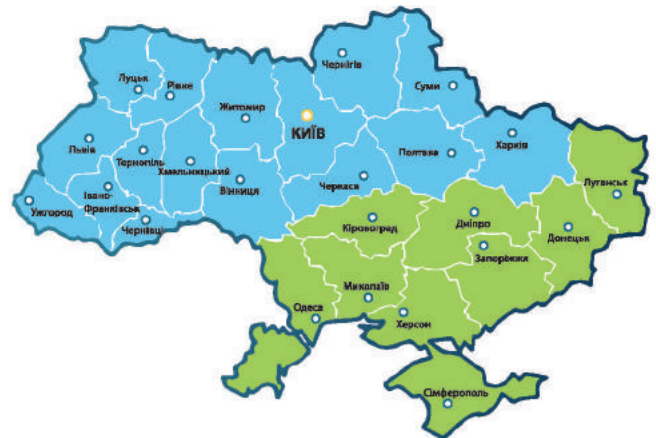 Чернігів
Луцьк
Рівне
Суми
Житомир
КИЇВ
Львів
Тернопіль
Хмельницький
Полтава
Харків
Вінниця
Черкаси
Івано-
Франківськ
Ужгород
Чернівці
Луганськ
Кіровоград
Дніпро
Донецьк
Запоріжжя
Миколаїв
Одеса
Херсон
Сімферополь